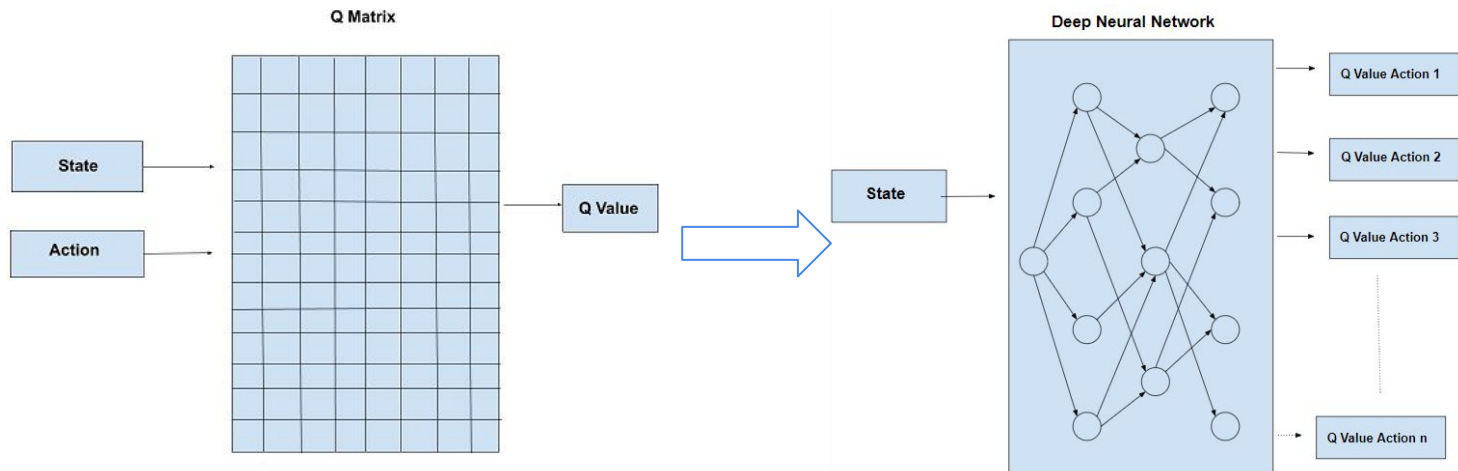 Q Matrix
State
Action
Q Value
Deep Neural Network
State
Q Value Action 1
Q Value Action 2
Q Value Action 3
Q Value Action n